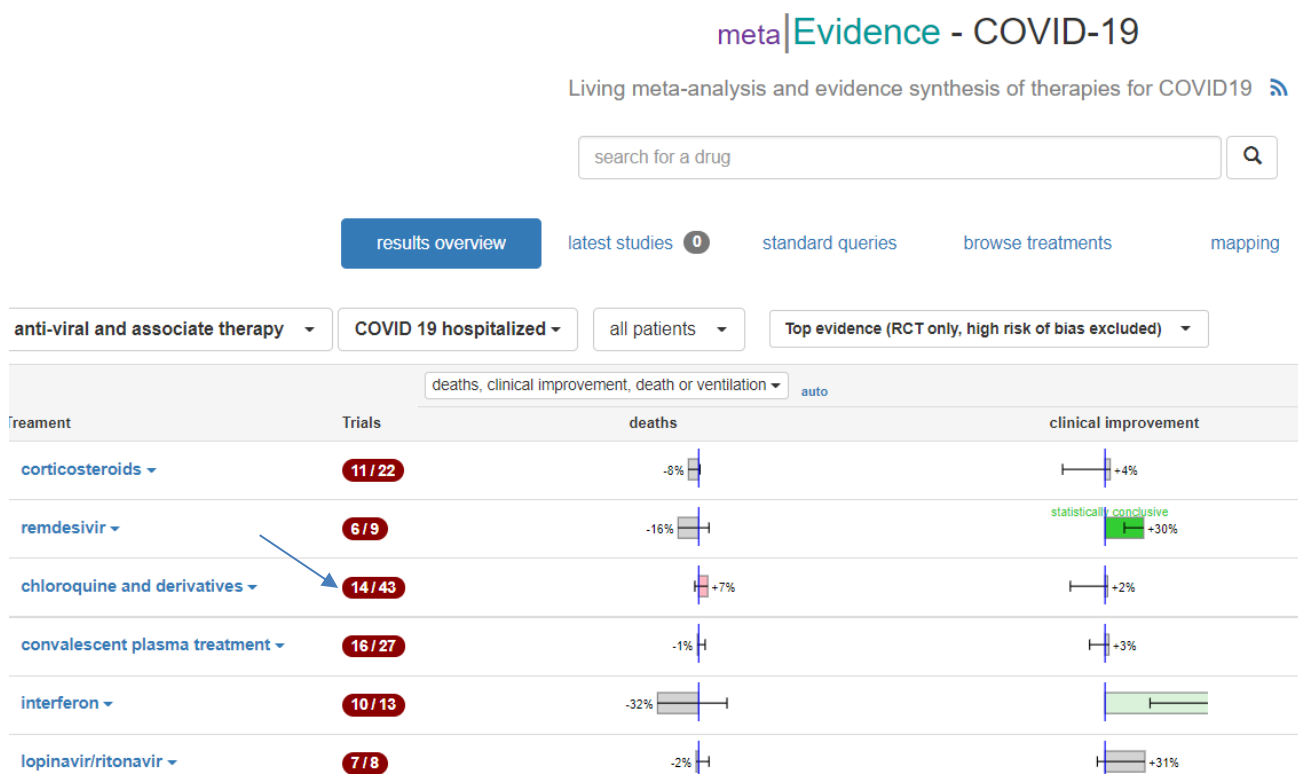 meta|Evidence - COVID-19
Living meta-analysis and evidence synthesis of therapies for COVID19
search for a drug
results overview latest studies 0 standard queries browse treatments mapping
anti-viral and associate therapy COVID 19 hospitalized all patients Top evidence (RCT only, high risk of bias excluded)
deaths, clinical improvement, death or ventilation auto
Treament Trials deaths clinical improvement
corticosteroids 11 / 22 -8% +4%
statistically conclusive
remdesivir 6 / 9 -16% +30%
chloroquine and derivatives 14 / 43 +7% +2%
convalescent plasma treatment 16 / 27 -1% +3%
interferon 10 / 13 -32%
lopinavir/ritonavir 7 / 8 -2% +31%